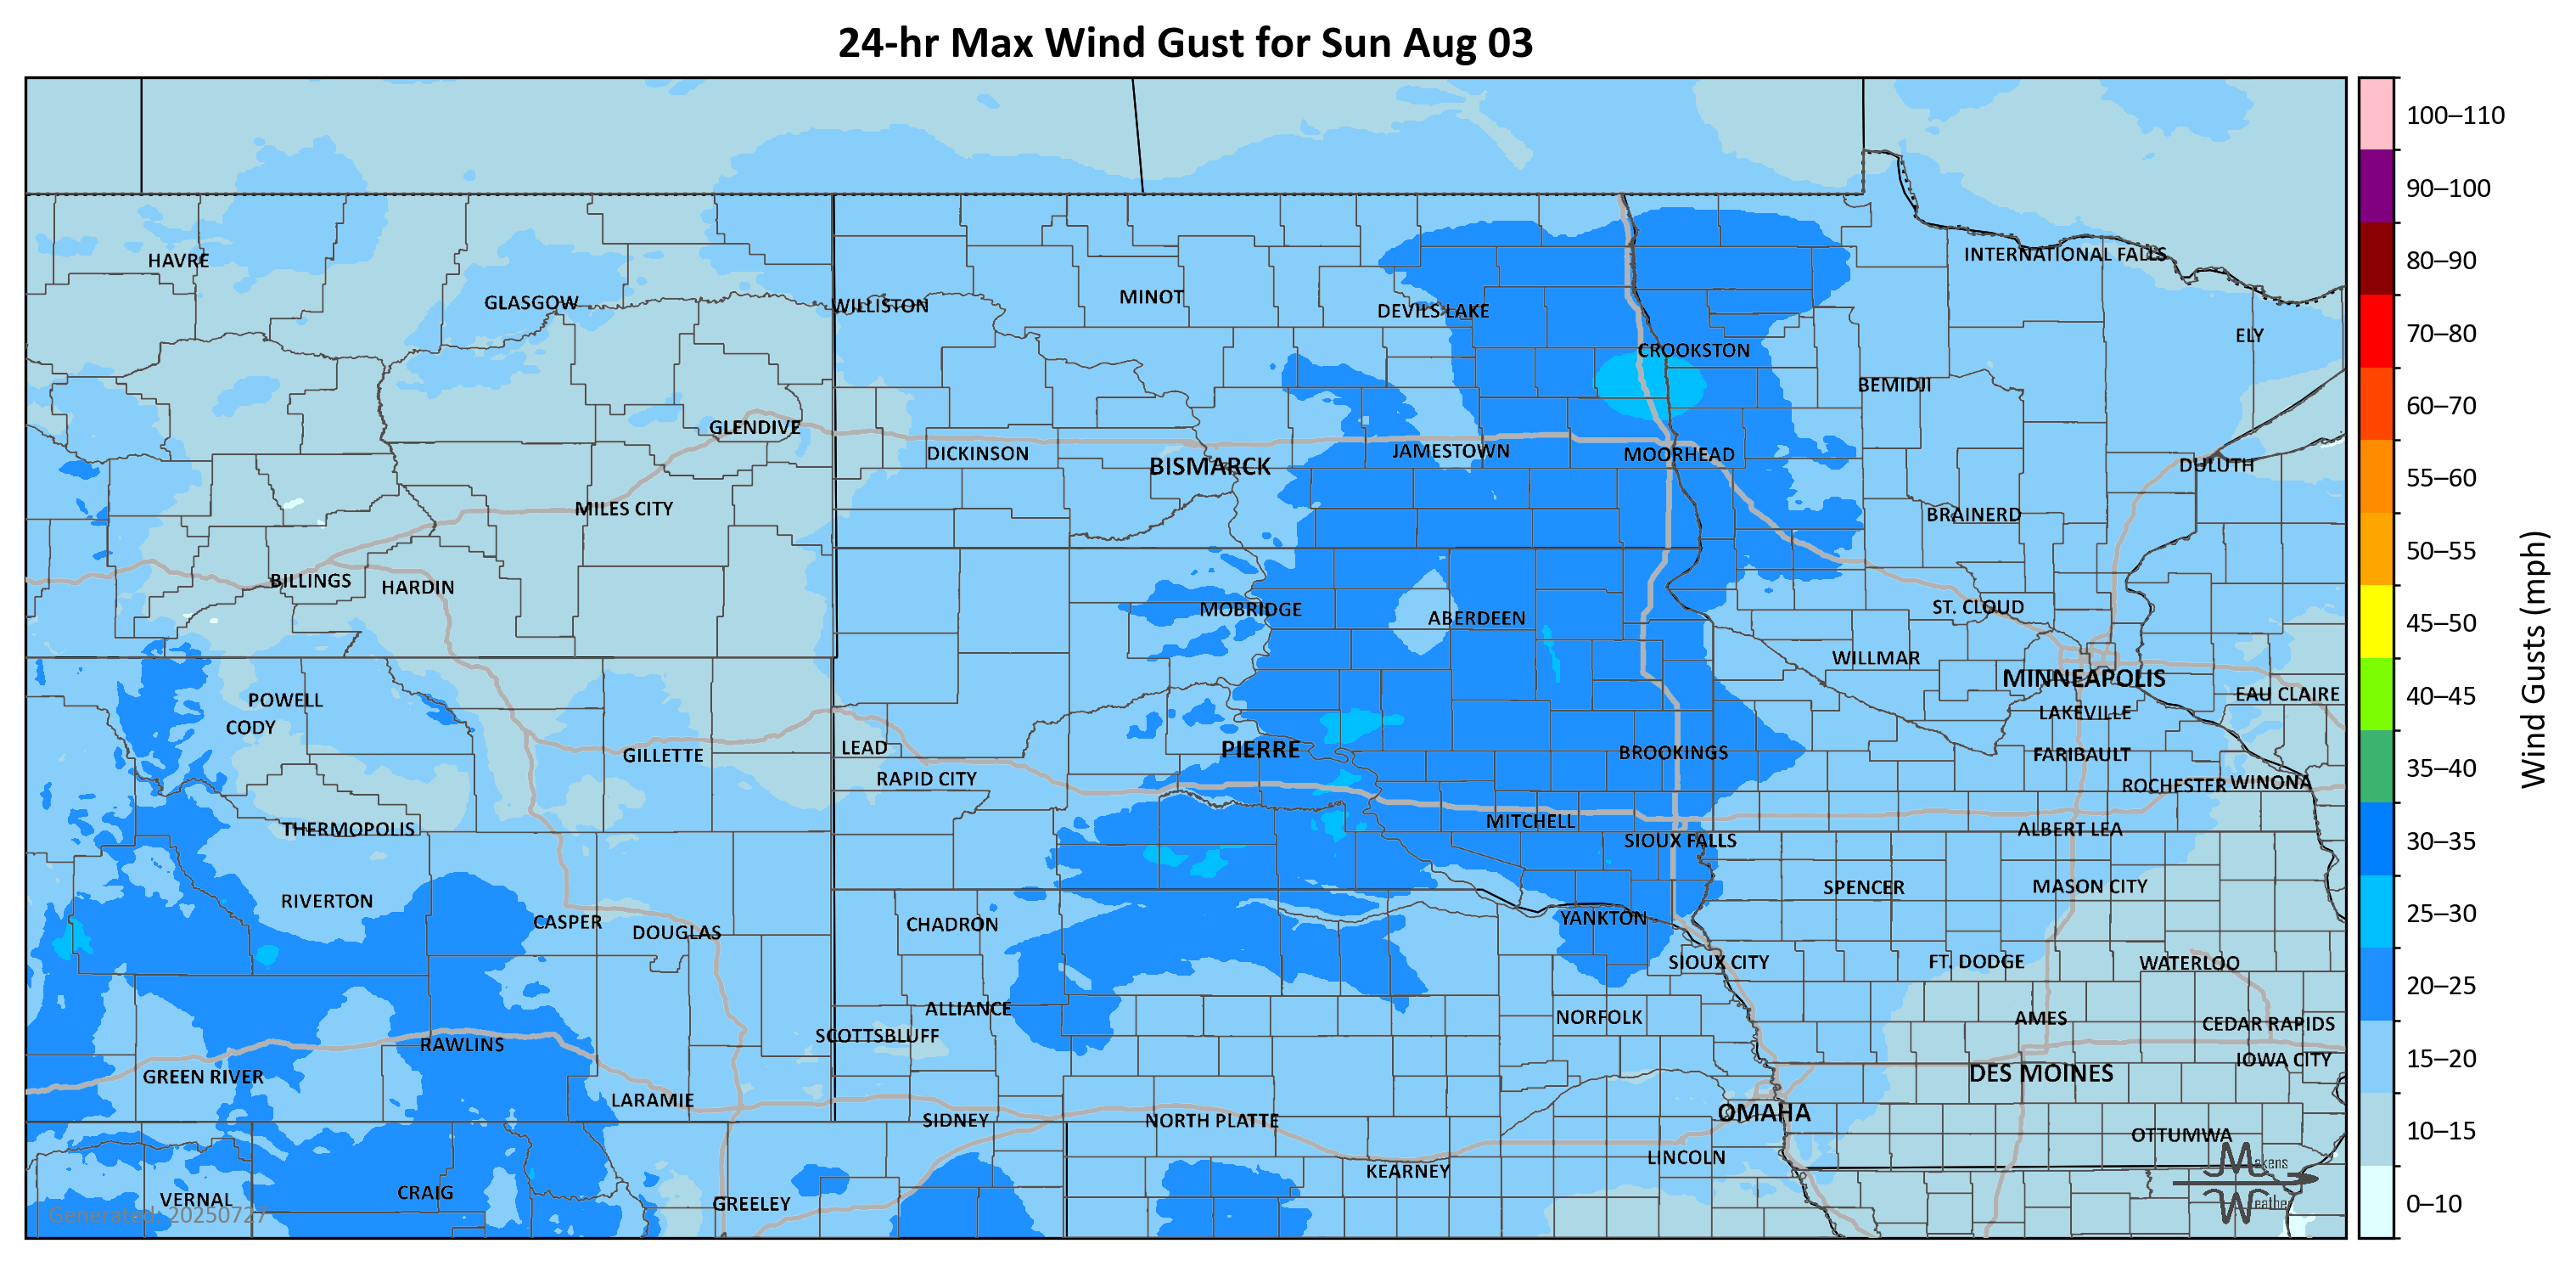 24-hr Max Wind Gust for Sun Aug 03
100–110
90–100
80–90
70–80
60–70
55–60
50–55
45–50
40–45
35–40
30–35
25–30
20–25
15–20
10–15
0–10
Wind Gusts (mph)
HAVRE
GLASGOW
WILLISTON
MINOT
DEVILS LAKE
INTERNATIONAL FALLS
ELY
CROOKSTON
BEMIDJI
GLENDIVE
DICKINSON
BISMARCK
JAMESTOWN
MOORHEAD
DULUTH
MILES CITY
BRAINERD
BILLINGS
HARDIN
MOBRIDGE
ABERDEEN
ST. CLOUD
WILLMAR
MINNEAPOLIS
EAU CLAIRE
POWELL
CODY
LAKEVILLE
GILLETTE
LEAD
PIERRE
BROOKINGS
FARIBAULT
RAPID CITY
ROCHESTER
WINONA
THERMOPOLIS
MITCHELL
SIOUX FALLS
ALBERT LEA
RIVERTON
SPENCER
MASON CITY
CASPER
DOUGLAS
CHADRON
YANKTON
SIOUX CITY
FT. DODGE
WATERLOO
ALLIANCE
NORFOLK
AMES
CEDAR RAPIDS
RAWLINS
SCOTTSBLUFF
IOWA CITY
GREEN RIVER
DES MOINES
LARAMIE
SIDNEY
NORTH PLATTE
OMAHA
OTTUMWA
KEARNEY
LINCOLN
VERNAL
CRAIG
GREELEY
Generated: 20250727
Makens
Weather